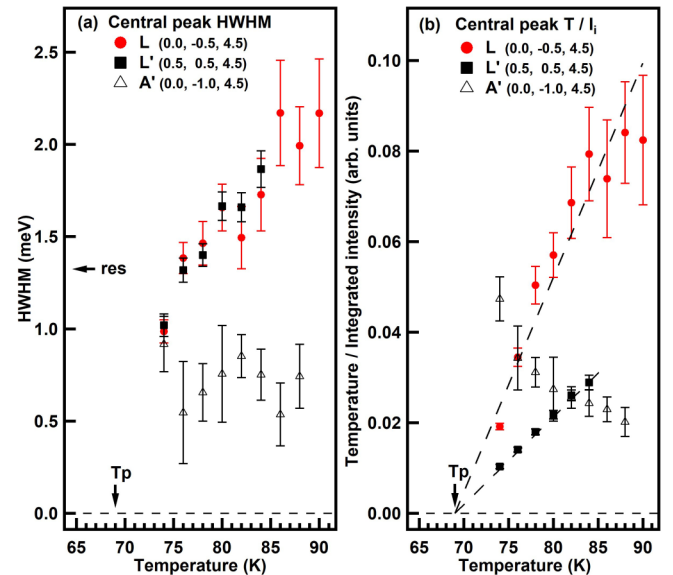 (a) Central peak HWHM
L (0.0, -0.5, 4.5)
L' (0.5, 0.5, 4.5)
A' (0.0, -1.0, 4.5)
HWHM (meV)
2.5
2.0
1.5
1.0
0.5
0.0
res
Tp
65 70 75 80 85 90
Temperature (K)
(b) Central peak T / Ii
L (0.0, -0.5, 4.5)
L' (0.5, 0.5, 4.5)
A' (0.0, -1.0, 4.5)
Temperature / Integrated intensity (arb. units)
0.10
0.08
0.06
0.04
0.02
0.00
Tp
65 70 75 80 85 90
Temperature (K)